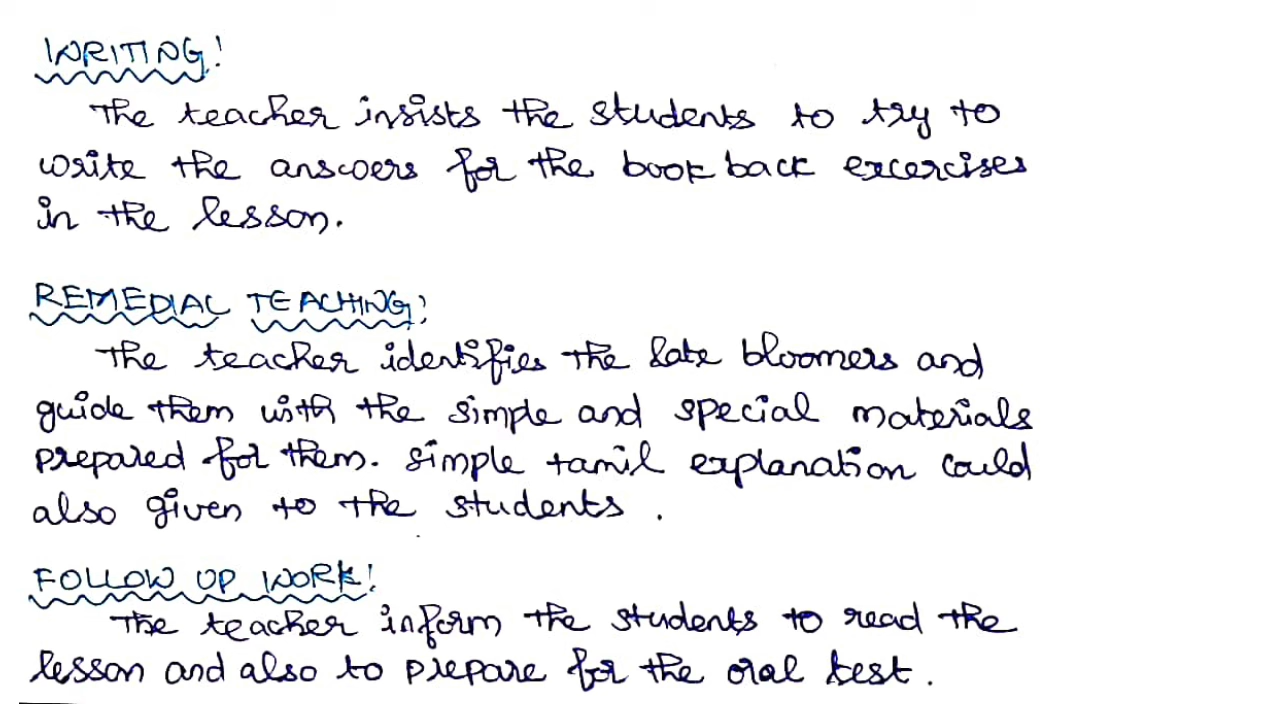 WRITING:
The teacher insists the students to try to
write the answers for the book back excercises
in the lesson.
REMEDIAL TEACHING:
The teacher identifies the late bloomers and
guide them with the simple and special materials
prepared for them. Simple tamil explanation could
also given to the students.
FOLLOW UP WORK:
The teacher inform the students to read the
lesson and also to prepare for the oral test.